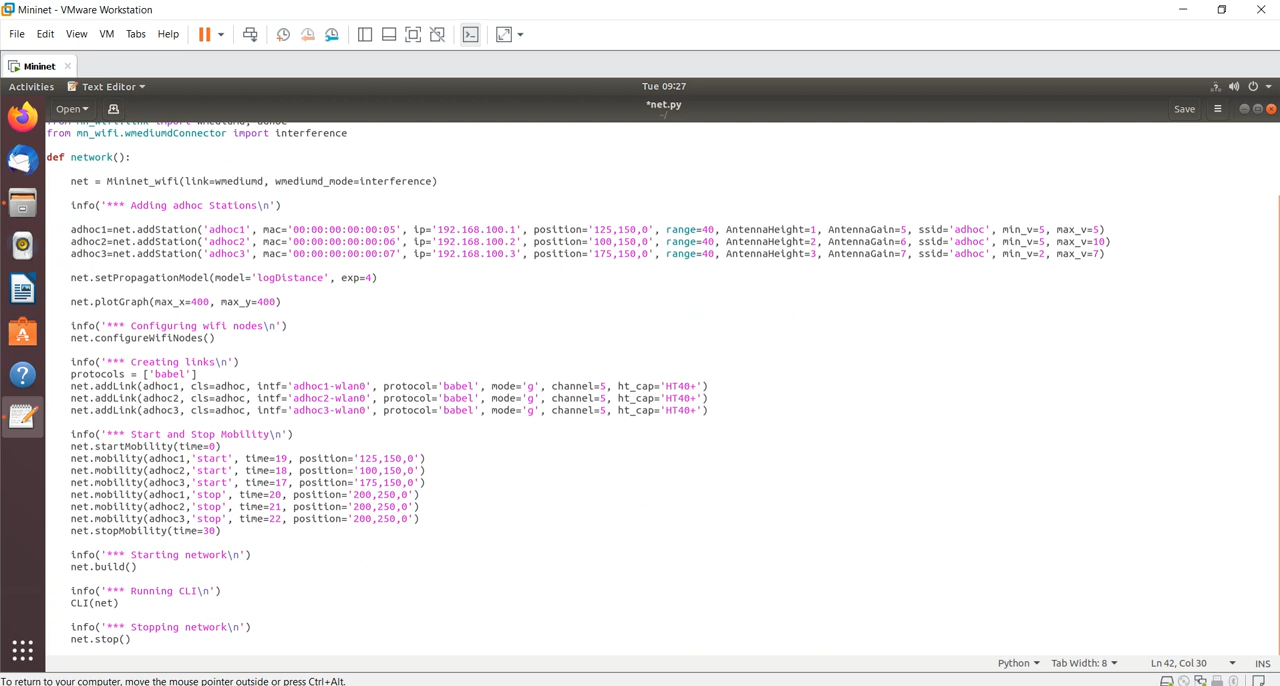 Mininet - VMware Workstation
File Edit View VM Tabs Help
Mininet
Activities Text Editor Tue 09:27
Open *net.py Save
~/
from mn_wifi.link import wmediumd, adhoc
from mn_wifi.wmediumdConnector import interference
def network():
net = Mininet_wifi(link=wmediumd, wmediumd_mode=interference)
info('*** Adding adhoc Stations\n')
adhoc1=net.addStation('adhoc1', mac='00:00:00:00:00:05', ip='192.168.100.1', position='125,150,0', range=40, AntennaHeight=1, AntennaGain=5, ssid='adhoc', min_v=5, max_v=5)
adhoc2=net.addStation('adhoc2', mac='00:00:00:00:00:06', ip='192.168.100.2', position='100,150,0', range=40, AntennaHeight=2, AntennaGain=6, ssid='adhoc', min_v=5, max_v=10)
adhoc3=net.addStation('adhoc3', mac='00:00:00:00:00:07', ip='192.168.100.3', position='175,150,0', range=40, AntennaHeight=3, AntennaGain=7, ssid='adhoc', min_v=2, max_v=7)
net.setPropagationModel(model='logDistance', exp=4)
net.plotGraph(max_x=400, max_y=400)
info('*** Configuring wifi nodes\n')
net.configureWifiNodes()
info('*** Creating links\n')
protocols = ['babel']
net.addLink(adhoc1, cls=adhoc, intf='adhoc1-wlan0', protocol='babel', mode='g', channel=5, ht_cap='HT40+')
net.addLink(adhoc2, cls=adhoc, intf='adhoc2-wlan0', protocol='babel', mode='g', channel=5, ht_cap='HT40+')
net.addLink(adhoc3, cls=adhoc, intf='adhoc3-wlan0', protocol='babel', mode='g', channel=5, ht_cap='HT40+')
info('*** Start and Stop Mobility\n')
net.startMobility(time=0)
net.mobility(adhoc1,'start', time=19, position='125,150,0')
net.mobility(adhoc2,'start', time=18, position='100,150,0')
net.mobility(adhoc3,'start', time=17, position='175,150,0')
net.mobility(adhoc1,'stop', time=20, position='200,250,0')
net.mobility(adhoc2,'stop', time=21, position='200,250,0')
net.mobility(adhoc3,'stop', time=22, position='200,250,0')
net.stopMobility(time=30)
info('*** Starting network\n')
net.build()
info('*** Running CLI\n')
CLI(net)
info('*** Stopping network\n')
net.stop()
Python Tab Width: 8 Ln 42, Col 30 INS
To return to your computer, move the mouse pointer outside or press Ctrl+Alt.